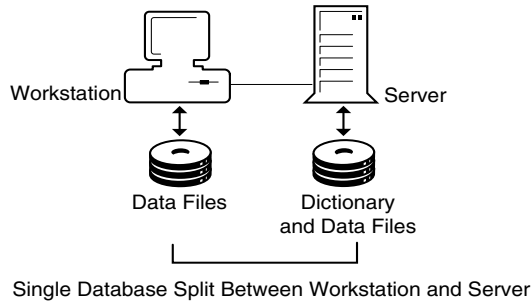 Workstation
Server
Data Files
Dictionary
and Data Files
Single Database Split Between Workstation and Server